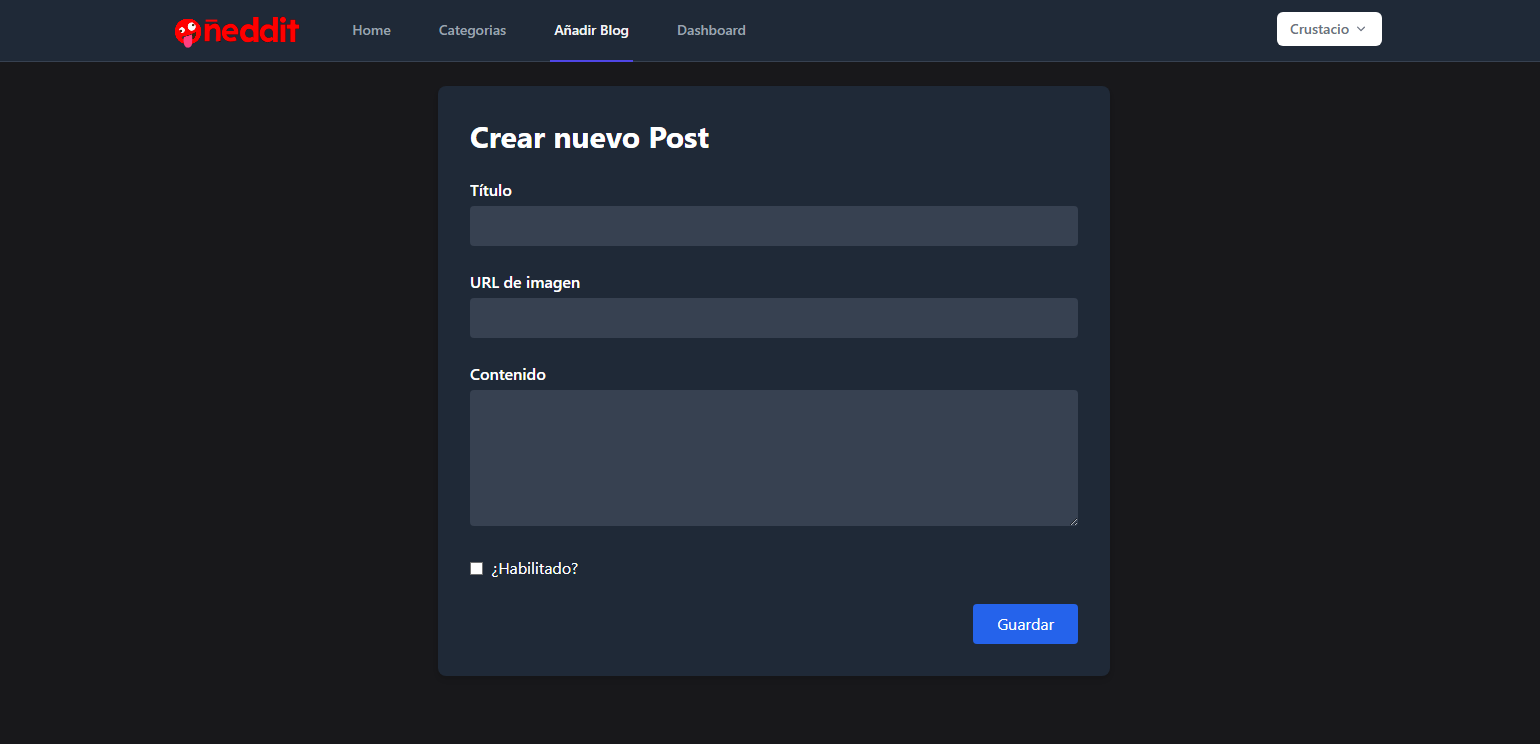 ñeddit Home Categorias Añadir Blog Dashboard Crustacio
Crear nuevo Post
Título
URL de imagen
Contenido
¿Habilitado?
Guardar